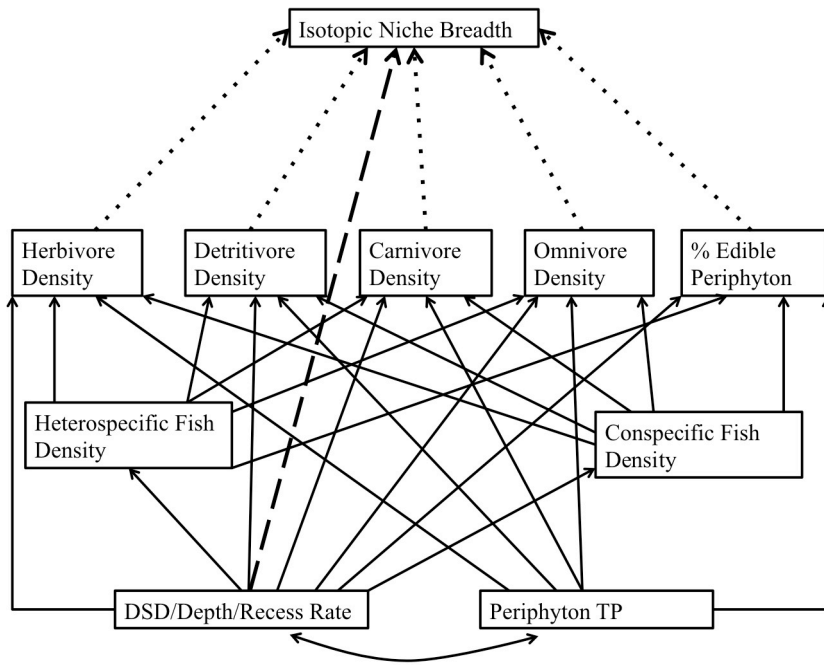 Isotopic Niche Breadth
Herbivore
Density
Detritivore
Density
Carnivore
Density
Omnivore
Density
% Edible
Periphyton
Heterospecific Fish
Density
Conspecific Fish
Density
DSD/Depth/Recess Rate
Periphyton TP